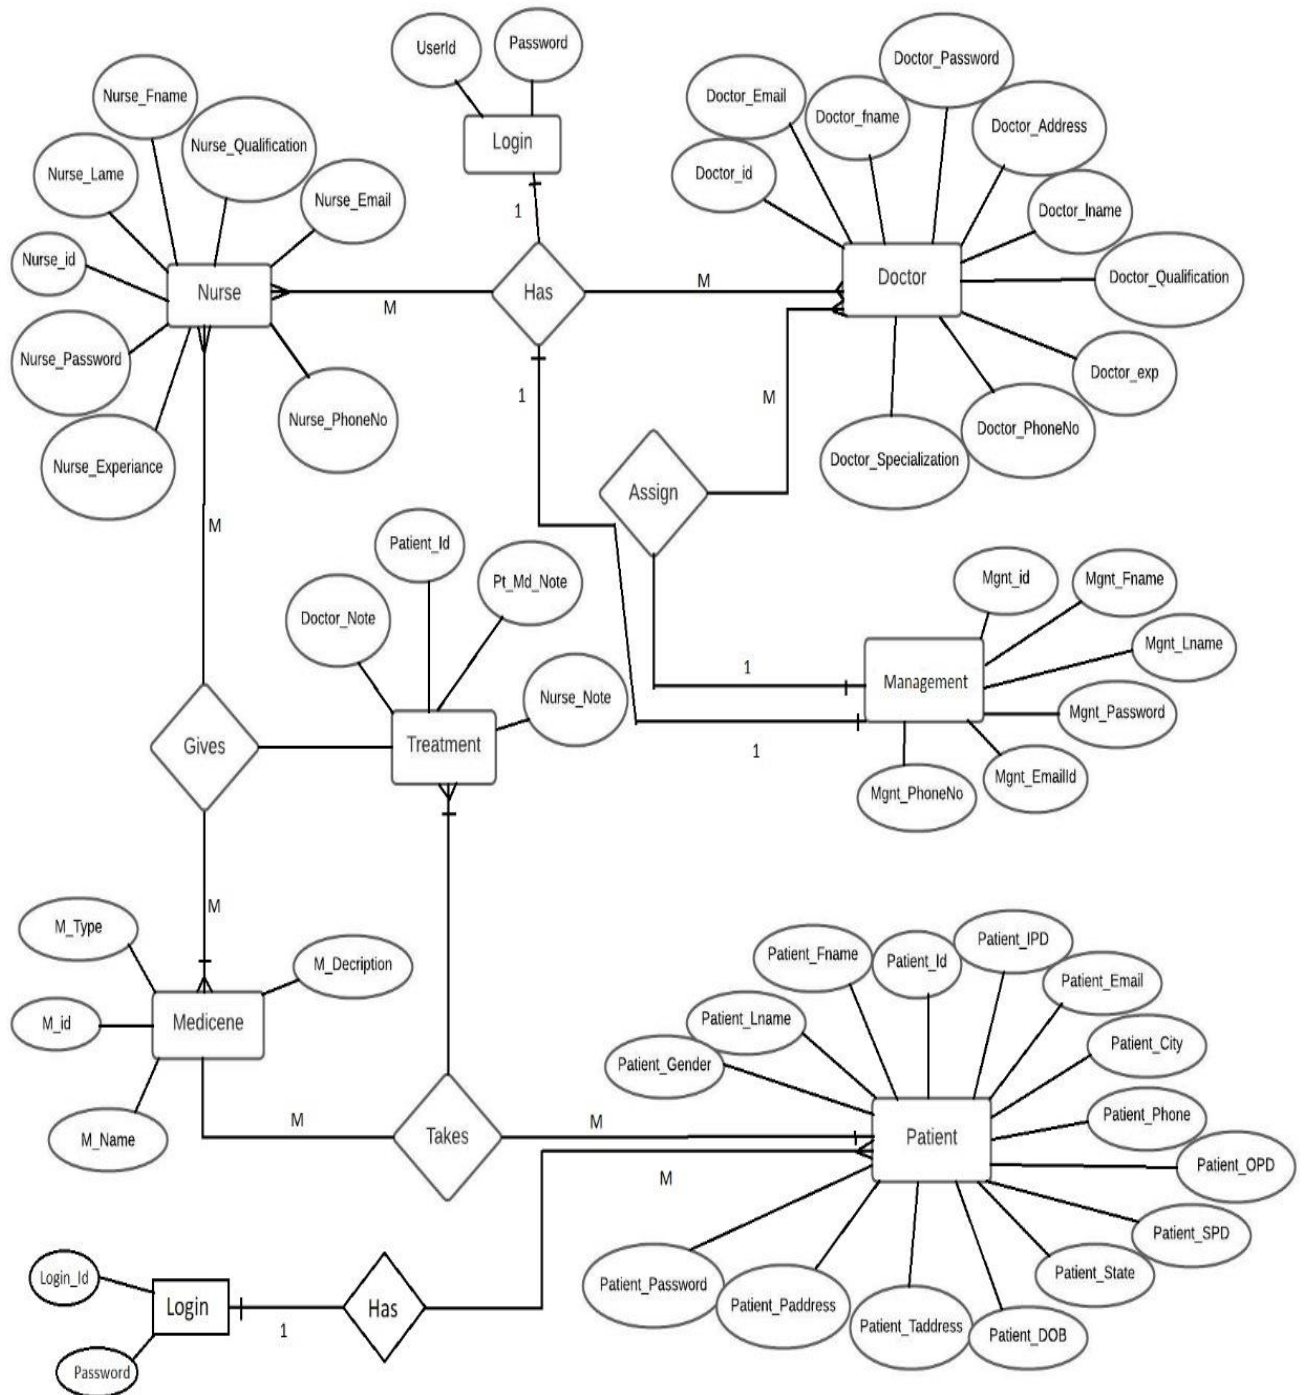 UserId
Password
Login
1
Nurse_Fname
Nurse_Qualification
Nurse_Lame
Nurse_Email
Nurse_id
Nurse
Nurse_Password
Nurse_Experiance
Nurse_PhoneNo
M
Has
M
1
Doctor_Password
Doctor_Email
Doctor_fname
Doctor_Address
Doctor_id
Doctor_lname
Doctor
Doctor_Qualification
Doctor_exp
Doctor_PhoneNo
Doctor_Specialization
M
Assign
M
Patient_Id
Pt_Md_Note
Doctor_Note
Nurse_Note
Treatment
Gives
1
1
Mgnt_id
Mgnt_Fname
Mgnt_Lname
Management
Mgnt_Password
Mgnt_EmailId
Mgnt_PhoneNo
M
M_Type
M_Decription
M_id
Medicene
M_Name
M
Takes
M
M
Patient_IPD
Patient_Fname
Patient_Id
Patient_Email
Patient_Lname
Patient_City
Patient_Gender
Patient_Phone
Patient
Patient_OPD
Patient_SPD
Patient_State
Patient_Password
Patient_Paddress
Patient_Taddress
Patient_DOB
Login_Id
Login
Has
1
Password